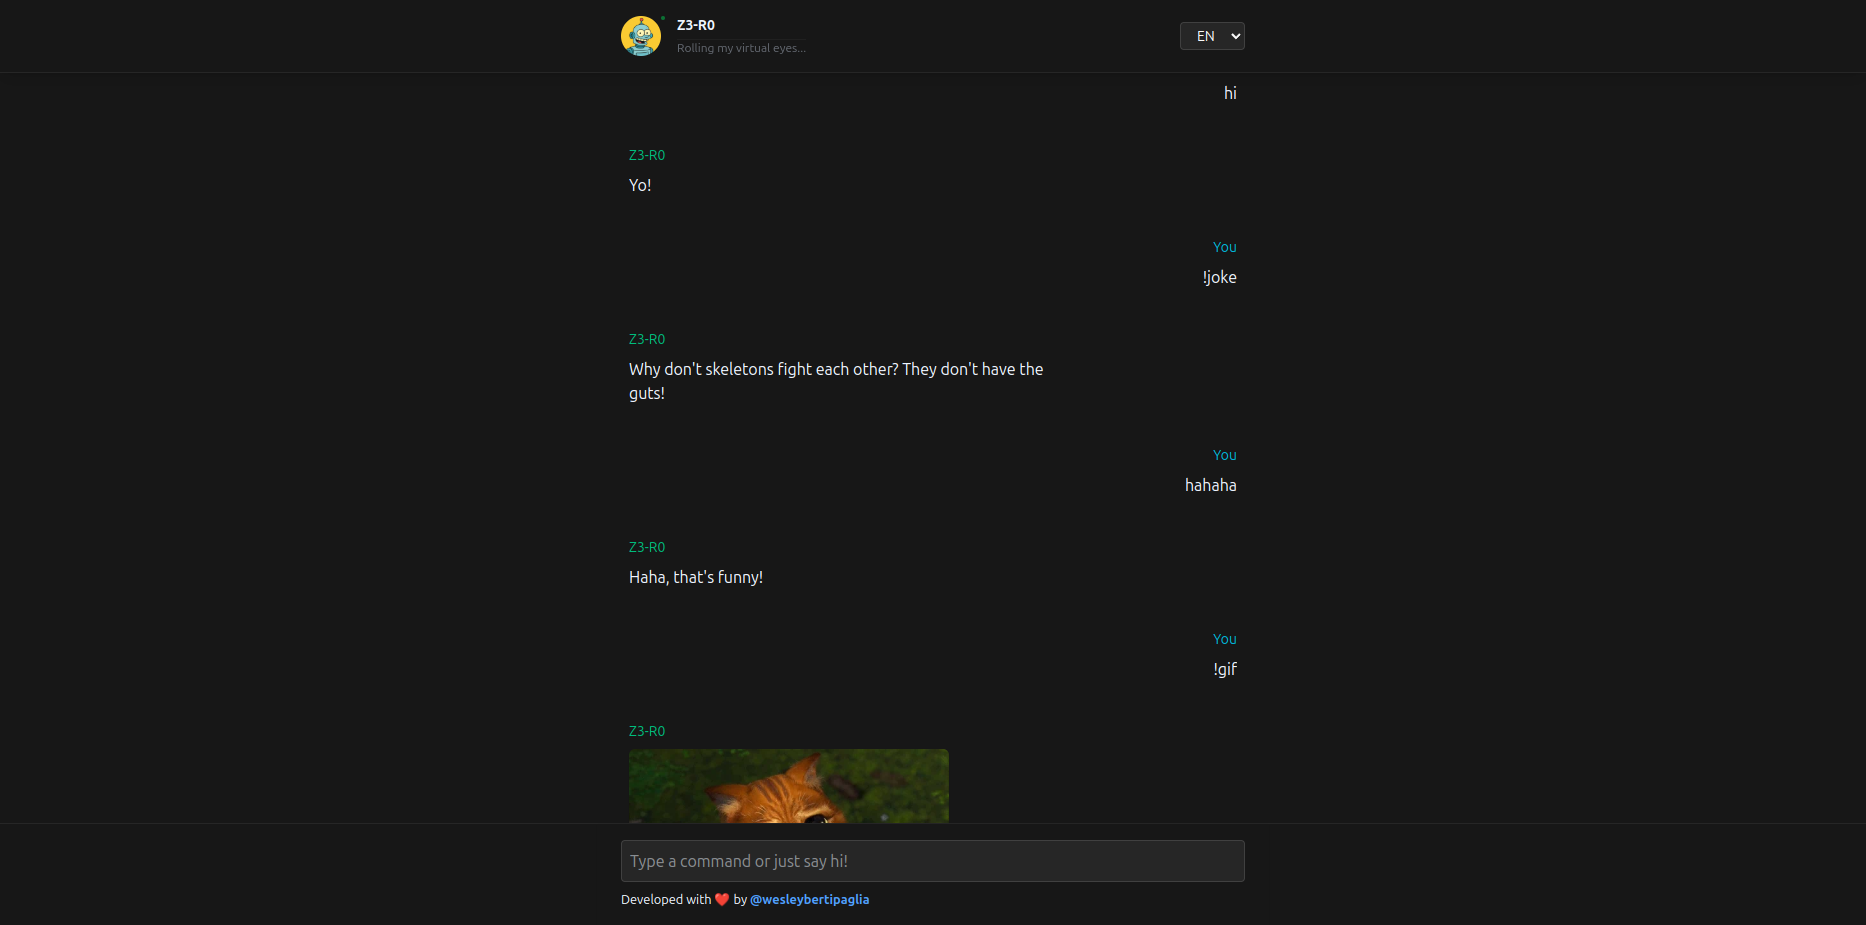 Z3-R0
Rolling my virtual eyes...
EN
hi
Z3-R0
Yo!
You
!joke
Z3-R0
Why don't skeletons fight each other? They don't have the
guts!
You
hahaha
Z3-R0
Haha, that's funny!
You
!gif
Z3-R0
Type a command or just say hi!
Developed with ❤️ by @wesleybertipaglia